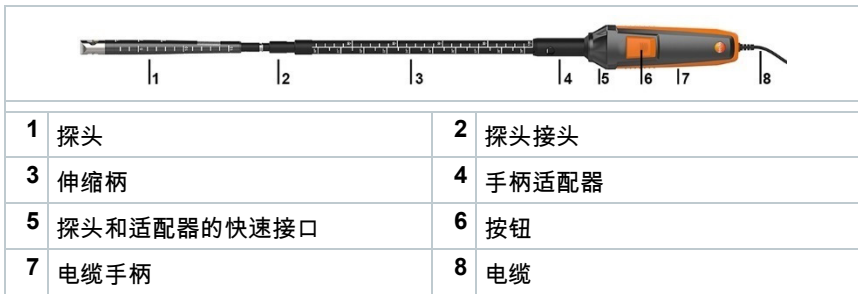 1 2 3 4 5 6 7 8
1 探头 2 探头接头
3 伸缩柄 4 手柄适配器
5 探头和适配器的快速接口 6 按钮
7 电缆手柄 8 电缆